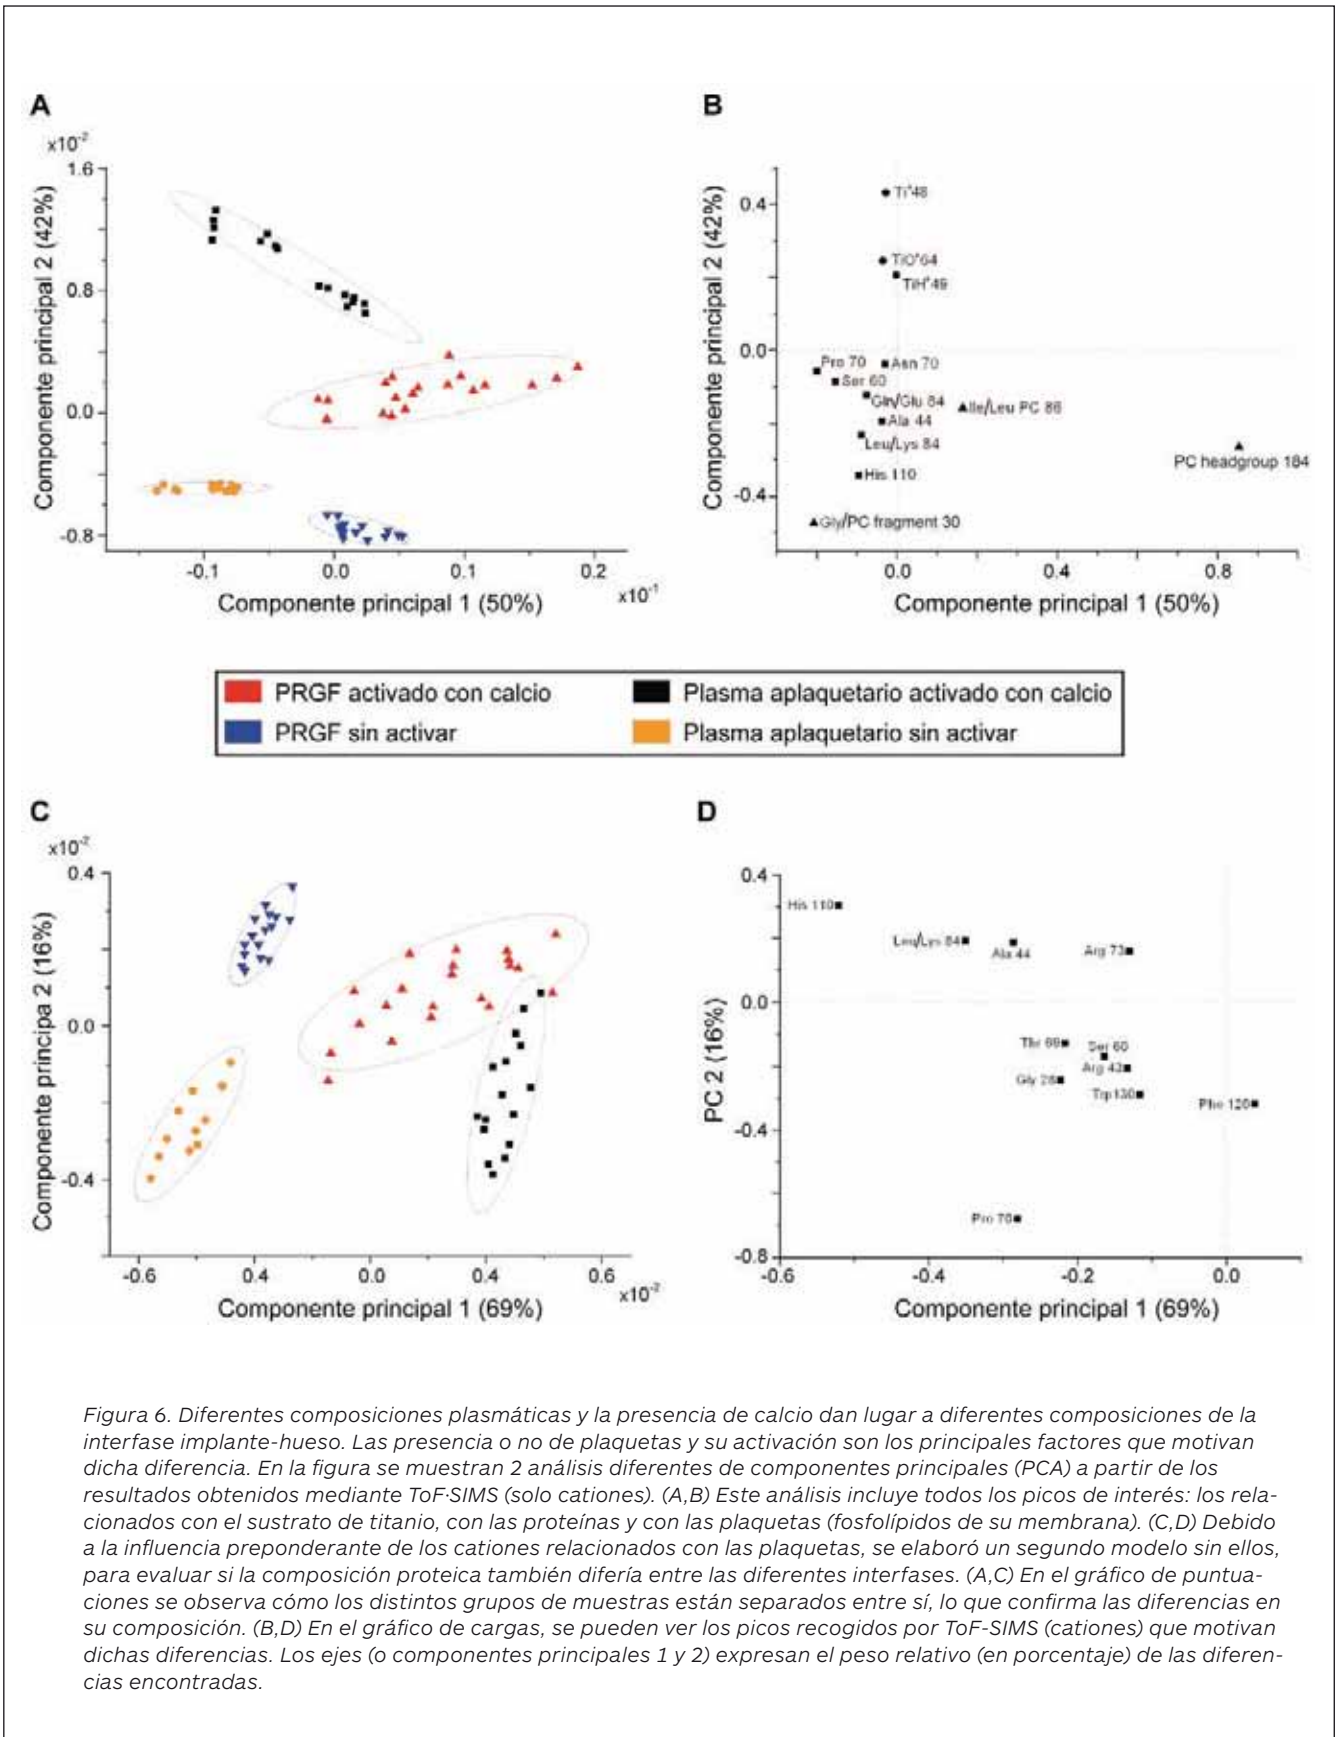 A
x10-2
1.6
0.8
0.0
-0.8
Componente principal 2 (42%)
-0.1
0.0
0.1
0.2
x10-1
Componente principal 1 (50%)
B
0.4
0.0
-0.4
Componente principal 2 (42%)
Ti+48
TiO+64
TiH+49
Pro 70
Asn 70
Ser 60
Gln/Glu 84
Ile/Leu PC 86
Ala 44
Leu/Lys 84
PC headgroup 184
His 110
Gly/PC fragment 30
0.0
0.4
0.8
Componente principal 1 (50%)
PRGF activado con calcio
Plasma aplaquetario activado con calcio
PRGF sin activar
Plasma aplaquetario sin activar
C
x10-2
0.4
0.0
-0.4
Componente principa 2 (16%)
-0.6
0.4
0.0
0.4
0.6
x10-2
Componente principal 1 (69%)
D
0.4
0.0
-0.4
-0.8
PC 2 (16%)
His 110
Leu/Lys 84
Ala 44
Arg 73
Thr 69
Ser 60
Arg 43
Gly 28
Trp130
Phe 120
Pro 70
-0.6
-0.4
-0.2
0.0
Componente principal 1 (69%)
Figura 6. Diferentes composiciones plasmáticas y la presencia de calcio dan lugar a diferentes composiciones de la
interfase implante-hueso. Las presencia o no de plaquetas y su activación son los principales factores que motivan
dicha diferencia. En la figura se muestran 2 análisis diferentes de componentes principales (PCA) a partir de los
resultados obtenidos mediante ToF·SIMS (solo cationes). (A,B) Este análisis incluye todos los picos de interés: los rela-
cionados con el sustrato de titanio, con las proteínas y con las plaquetas (fosfolípidos de su membrana). (C,D) Debido
a la influencia preponderante de los cationes relacionados con las plaquetas, se elaboró un segundo modelo sin ellos,
para evaluar si la composición proteica también difería entre las diferentes interfases. (A,C) En el gráfico de puntua-
ciones se observa cómo los distintos grupos de muestras están separados entre sí, lo que confirma las diferencias en
su composición. (B,D) En el gráfico de cargas, se pueden ver los picos recogidos por ToF-SIMS (cationes) que motivan
dichas diferencias. Los ejes (o componentes principales 1 y 2) expresan el peso relativo (en porcentaje) de las diferen-
cias encontradas.